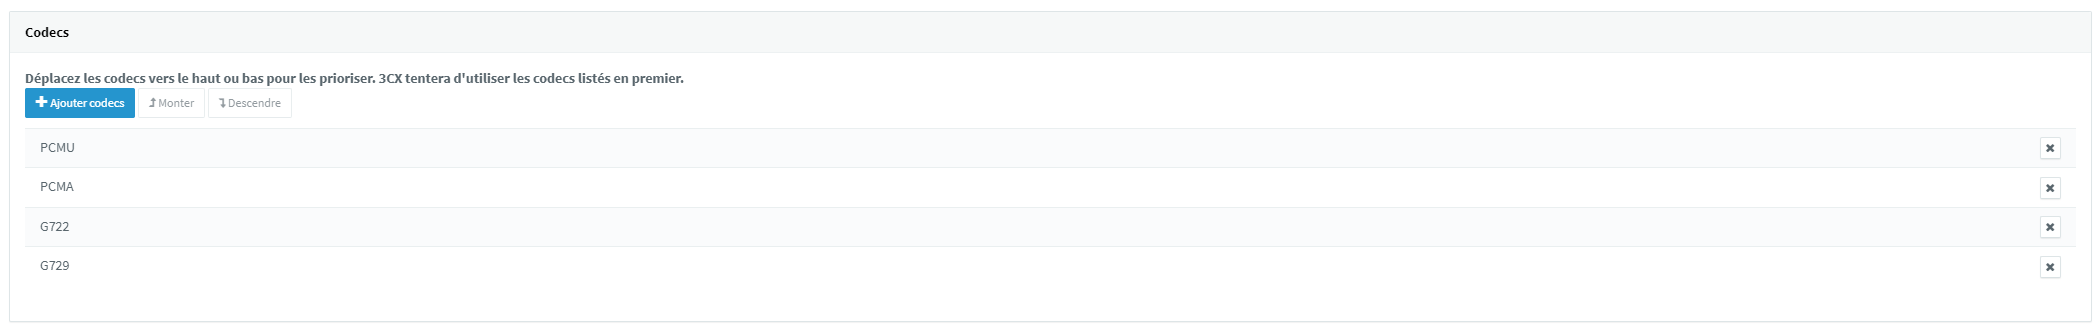 Codecs
Déplacez les codecs vers le haut ou bas pour les prioriser. 3CX tentera d'utiliser les codecs listés en premier.
Ajouter codecs Monter Descendre
PCMU
PCMA
G722
G729